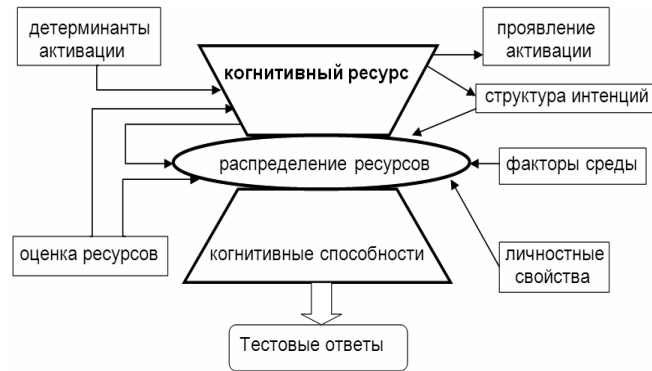 детерминанты
активации
проявление
активации
когнитивный ресурс
структура интенций
распределение ресурсов
факторы среды
оценка ресурсов
когнитивные способности
личностные
свойства
Тестовые ответы